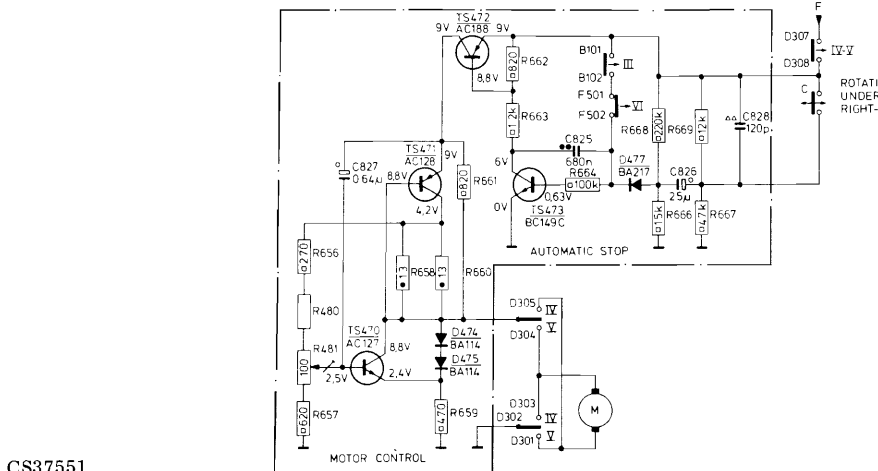 F
TS472
AC188
9V
9V
8,8V
820
R662
B101
III
B102
F501
VI
F502
D307
IV-V
D308
C
ROTATI
UNDER
RIGHT-
1,2k
R663
R668
220k
R669
12k
C828
120p
C825
680n
C827
0.64µ
TS471
AC128
9V
8,8V
4,2V
820
R661
6V
R664
100k
D477
BA217
C826
25µ
0V
0,63V
TS473
BC149C
15k
R666
47k
R667
AUTOMATIC STOP
R656
270
13
R658
13
R660
R480
R481
100
2,5V
TS470
AC127
8,8V
2,4V
D474
BA114
D475
BA114
D305
IV
V
D304
620
R657
470
R659
D303
D302
IV
V
D301
M
MOTOR CONTROL
CS37551